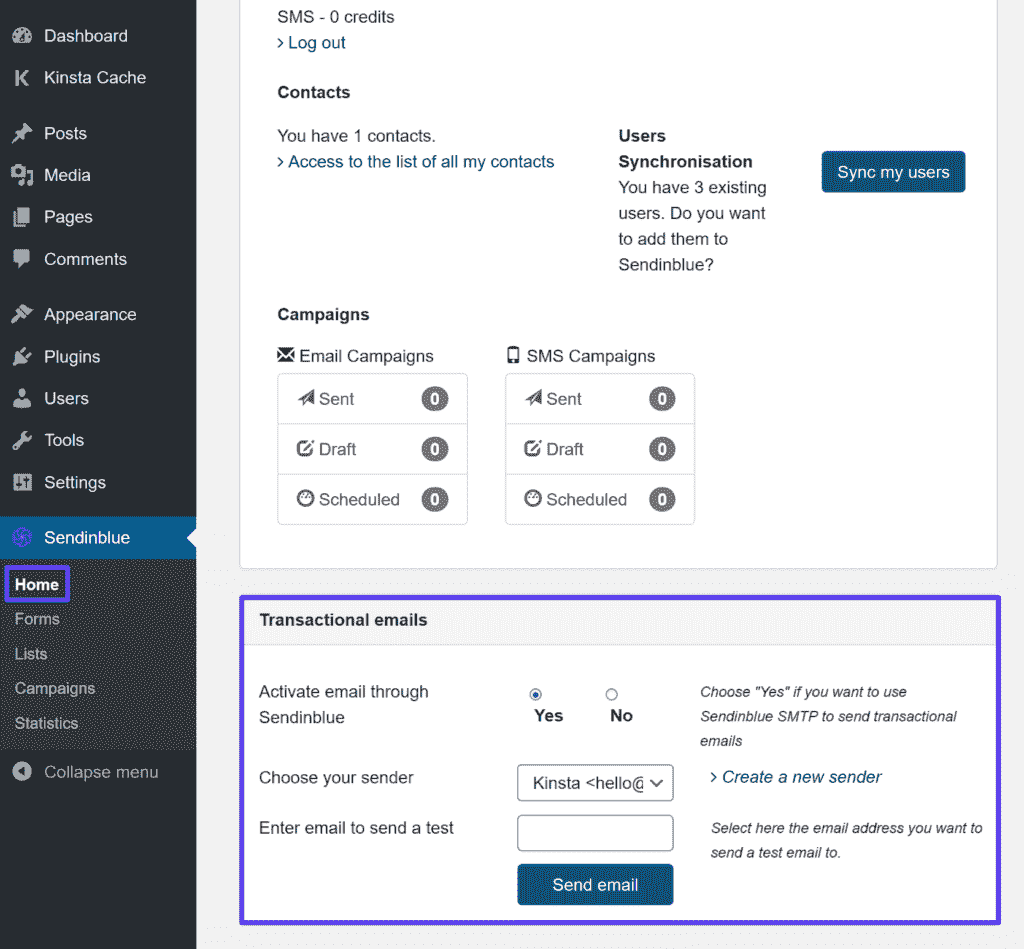 Dashboard
Kinsta Cache
Posts
Media
Pages
Comments
Appearance
Plugins
Users
Tools
Settings
Sendinblue
Home
Forms
Lists
Campaigns
Statistics
Collapse menu
SMS - 0 credits
› Log out
Contacts
You have 1 contacts.
› Access to the list of all my contacts
Users
Synchronisation
You have 3 existing
users. Do you want
to add them to
Sendinblue?
Sync my users
Campaigns
Email Campaigns
Sent 0
Draft 0
Scheduled 0
SMS Campaigns
Sent 0
Draft 0
Scheduled 0
Transactional emails
Activate email through
Sendinblue
Yes No
Choose "Yes" if you want to use
Sendinblue SMTP to send transactional
emails
Choose your sender
Kinsta <hello@
› Create a new sender
Enter email to send a test
Select here the email address you want to
send a test email to.
Send email